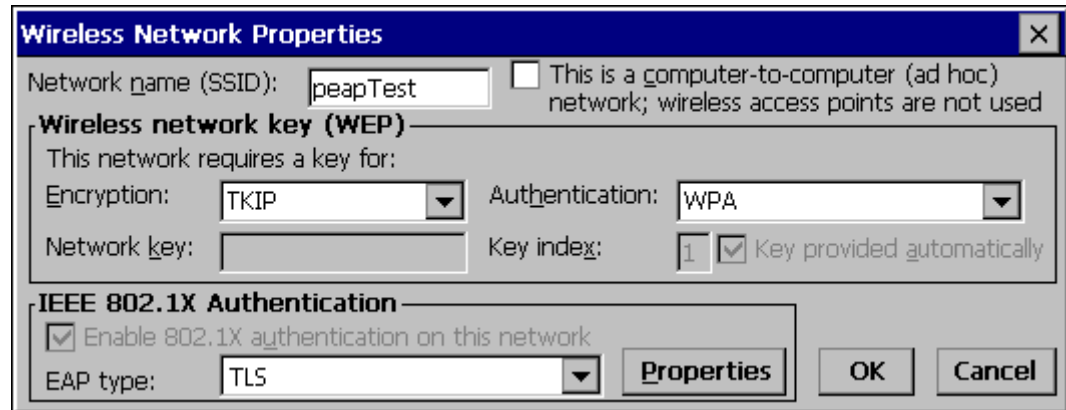 Wireless Network Properties
Network name (SSID): peapTest
This is a computer-to-computer (ad hoc)
network; wireless access points are not used
Wireless network key (WEP)
This network requires a key for:
Encryption: TKIP Authentication: WPA
Network key: Key index: 1 Key provided automatically
IEEE 802.1X Authentication
Enable 802.1X authentication on this network
EAP type: TLS Properties OK Cancel